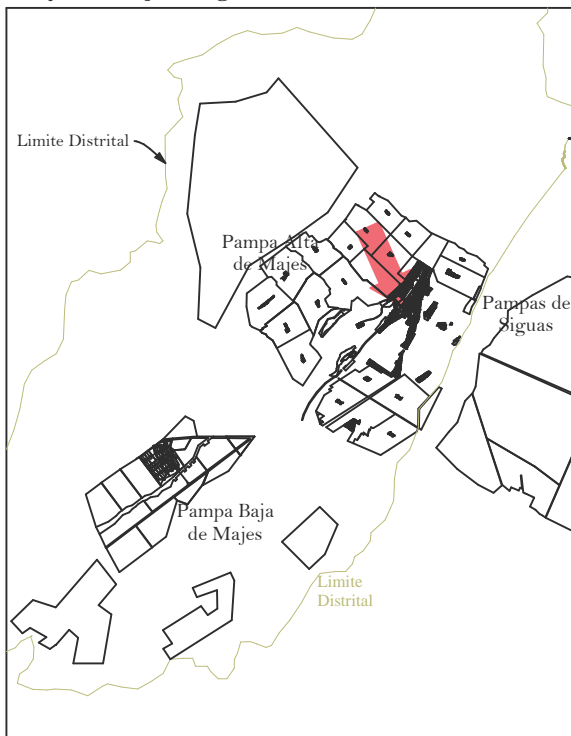 Limite Distrital
Pampa Alta
de Majes
Pampas de
Siguas
Pampa Baja
de Majes
Limite
Distrital